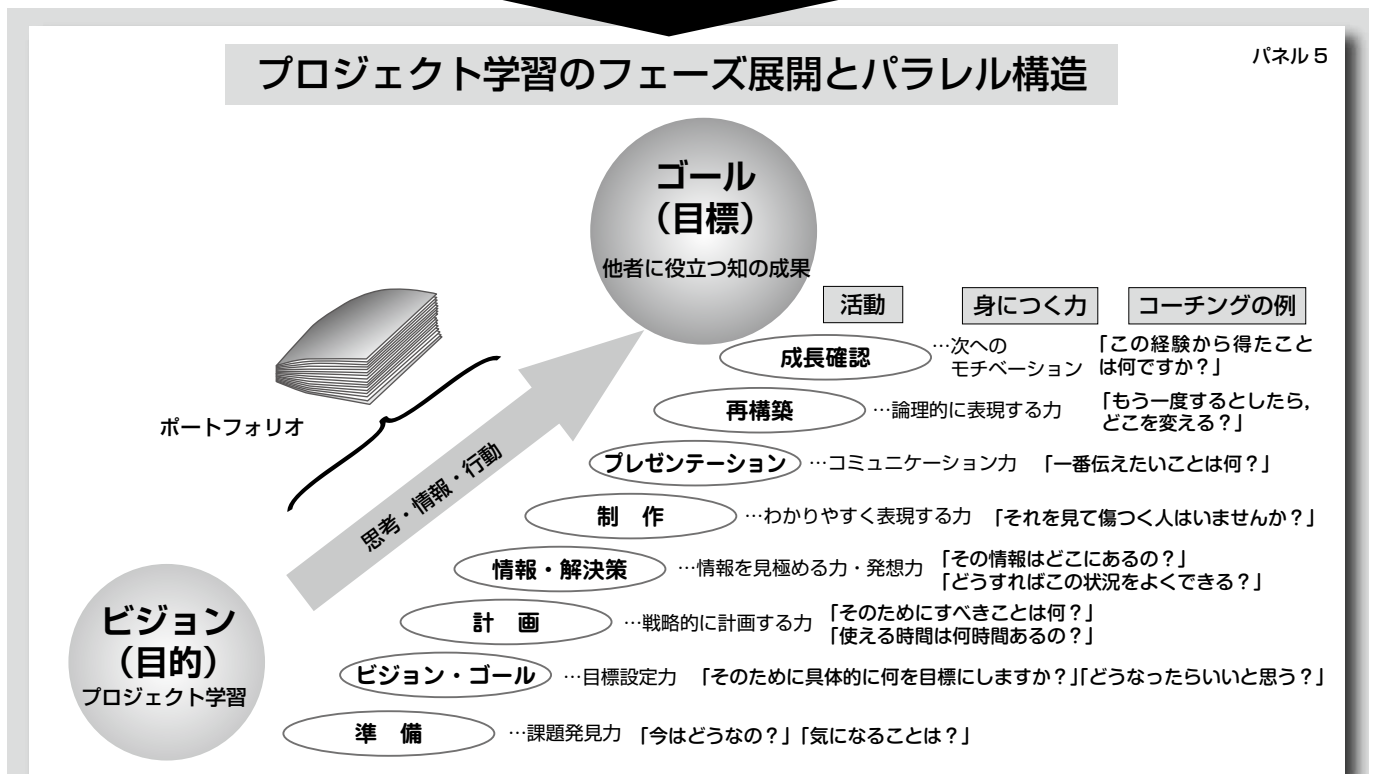 パネル 5
プロジェクト学習のフェーズ展開とパラレル構造
ゴール
（目標）
他者に役立つ知の成果
活動 身につく力 コーチングの例
成長確認 …次への
モチベーション
「この経験から得たこと
は何ですか？」
再構築 …論理的に表現する力
「もう一度するとしたら，
どこを変える？」
プレゼンテーション …コミュニケーション力 「一番伝えたいことは何？」
制 作 …わかりやすく表現する力 「それを見て傷つく人はいませんか？」
情報・解決策 …情報を見極める力・発想力
「その情報はどこにあるの？」
「どうすればこの状況をよくできる？」
計 画 …戦略的に計画する力
「そのためにすべきことは何？」
「使える時間は何時間あるの？」
ビジョン・ゴール …目標設定力 「そのために具体的に何を目標にしますか？」「どうなったらいいと思う？」
準 備 …課題発見力 「今はどうなの？」「気になることは？」
ポートフォリオ
思考・情報・行動
ビジョン
（目的）
プロジェクト学習